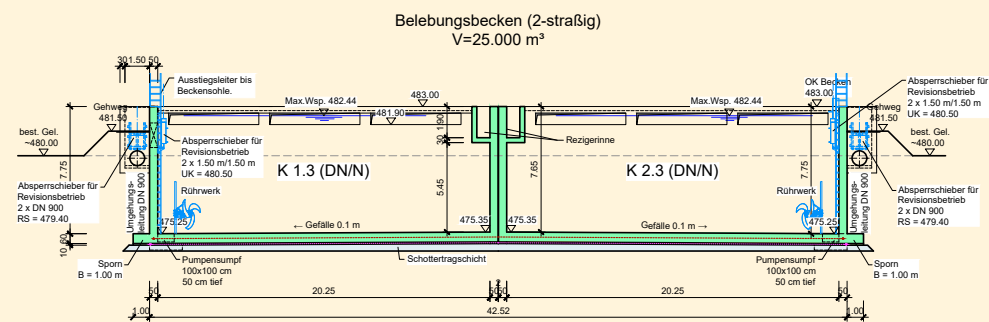 Belebungsbecken (2-straßig)
V=25.000 m³
30 1.50 50
Ausstiegsleiter bis
Beckensohle.
Gehweg
481.50
best. Gel.
~480.00
7.75
Absperrschieber für
Revisionsbetrieb
2 x DN 900
RS = 479.40
Umgehungs-
leitung DN 900
Absperrschieber für
Revisionsbetrieb
2 x 1.50 m/1.50 m
UK = 480.50
Max.Wsp. 482.44
481.90
483.00
K 1.3 (DN/N)
Rührwerk
475.25
← Gefälle 0.1 m
475.35
1.90
30
5.45
Rezigerinne
7.65
475.35
Gefälle 0.1 m →
K 2.3 (DN/N)
Max.Wsp. 482.44
OK Becken
483.00
Rührwerk
475.25
7.75
Absperrschieber für
Revisionsbetrieb
2 x 1.50 m/1.50 m
UK = 480.50
Gehweg
481.50
best. Gel.
~480.00
Umgehungs-
leitung DN 900
Absperrschieber für
Revisionsbetrieb
2 x DN 900
RS = 479.40
10 60
Sporn
B = 1.00 m
Pumpensumpf
100x100 cm
50 cm tief
Schottertragschicht
Pumpensumpf
100x100 cm
50 cm tief
Sporn
B = 1.00 m
50
20.25
50
2
50
20.25
50
1.00
42.52
1.00